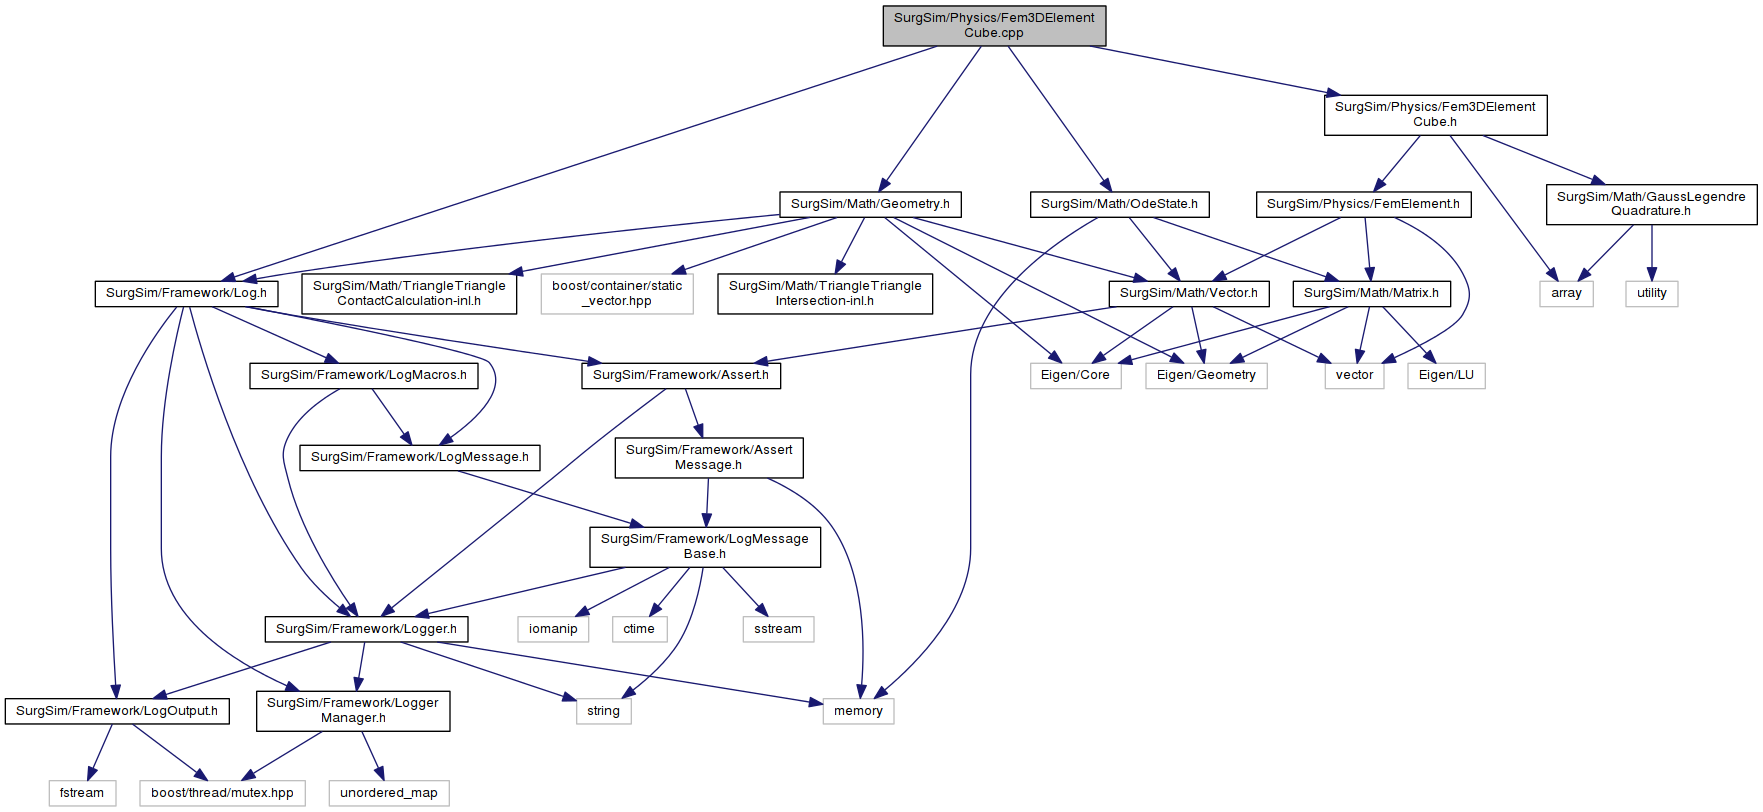 SurgSim/Physics/Fem3DElement
Cube.cpp
SurgSim/Physics/Fem3DElement
Cube.h
SurgSim/Math/Geometry.h
SurgSim/Math/OdeState.h
SurgSim/Physics/FemElement.h
SurgSim/Math/GaussLegendre
Quadrature.h
SurgSim/Framework/Log.h
SurgSim/Math/TriangleTriangle
ContactCalculation-inl.h
boost/container/static
_vector.hpp
SurgSim/Math/TriangleTriangle
Intersection-inl.h
SurgSim/Math/Vector.h
SurgSim/Math/Matrix.h
array
utility
SurgSim/Framework/LogMacros.h
SurgSim/Framework/Assert.h
Eigen/Core
Eigen/Geometry
vector
Eigen/LU
SurgSim/Framework/LogMessage.h
SurgSim/Framework/Assert
Message.h
SurgSim/Framework/LogMessage
Base.h
SurgSim/Framework/Logger.h
iomanip
ctime
sstream
SurgSim/Framework/LogOutput.h
SurgSim/Framework/Logger
Manager.h
string
memory
fstream
boost/thread/mutex.hpp
unordered_map